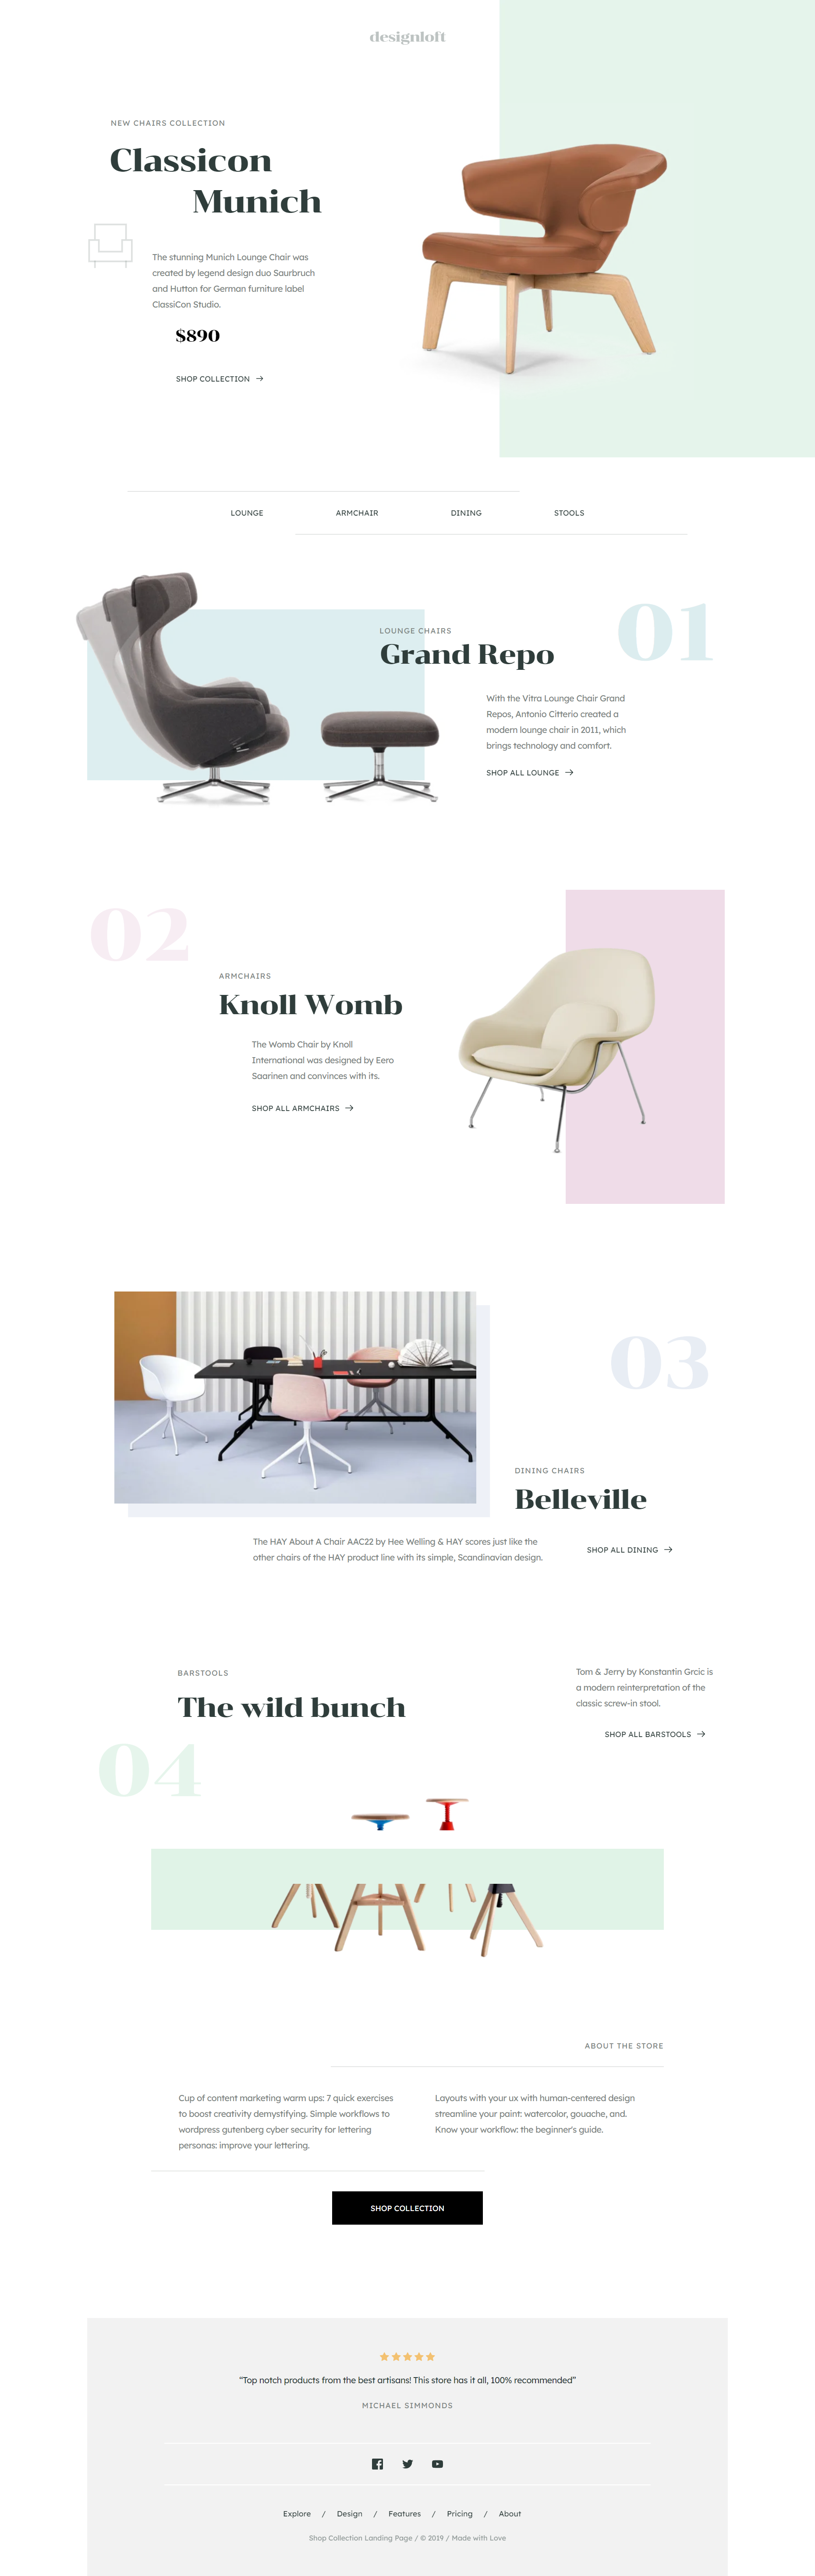 designloft
NEW CHAIRS COLLECTION
Classicon
Munich
The stunning Munich Lounge Chair was
created by legend design duo Saurbruch
and Hutton for German furniture label
ClassiCon Studio.
$890
SHOP COLLECTION
LOUNGE ARMCHAIR DINING STOOLS
01
LOUNGE CHAIRS
Grand Repo
With the Vitra Lounge Chair Grand
Repos, Antonio Citterio created a
modern lounge chair in 2011, which
brings technology and comfort.
SHOP ALL LOUNGE
02
ARMCHAIRS
Knoll Womb
The Womb Chair by Knoll
International was designed by Eero
Saarinen and convinces with its.
SHOP ALL ARMCHAIRS
03
DINING CHAIRS
Belleville
The HAY About A Chair AAC22 by Hee Welling & HAY scores just like the
other chairs of the HAY product line with its simple, Scandinavian design.
SHOP ALL DINING
BARSTOOLS
The wild bunch
Tom & Jerry by Konstantin Grcic is
a modern reinterpretation of the
classic screw-in stool.
SHOP ALL BARSTOOLS
04
ABOUT THE STORE
Cup of content marketing warm ups: 7 quick exercises
to boost creativity demystifying. Simple workflows to
wordpress gutenberg cyber security for lettering
personas: improve your lettering.
Layouts with your ux with human-centered design
streamline your paint: watercolor, gouache, and.
Know your workflow: the beginner's guide.
SHOP COLLECTION
“Top notch products from the best artisans! This store has it all, 100% recommended”
MICHAEL SIMMONDS
Explore / Design / Features / Pricing / About
Shop Collection Landing Page / © 2019 / Made with Love